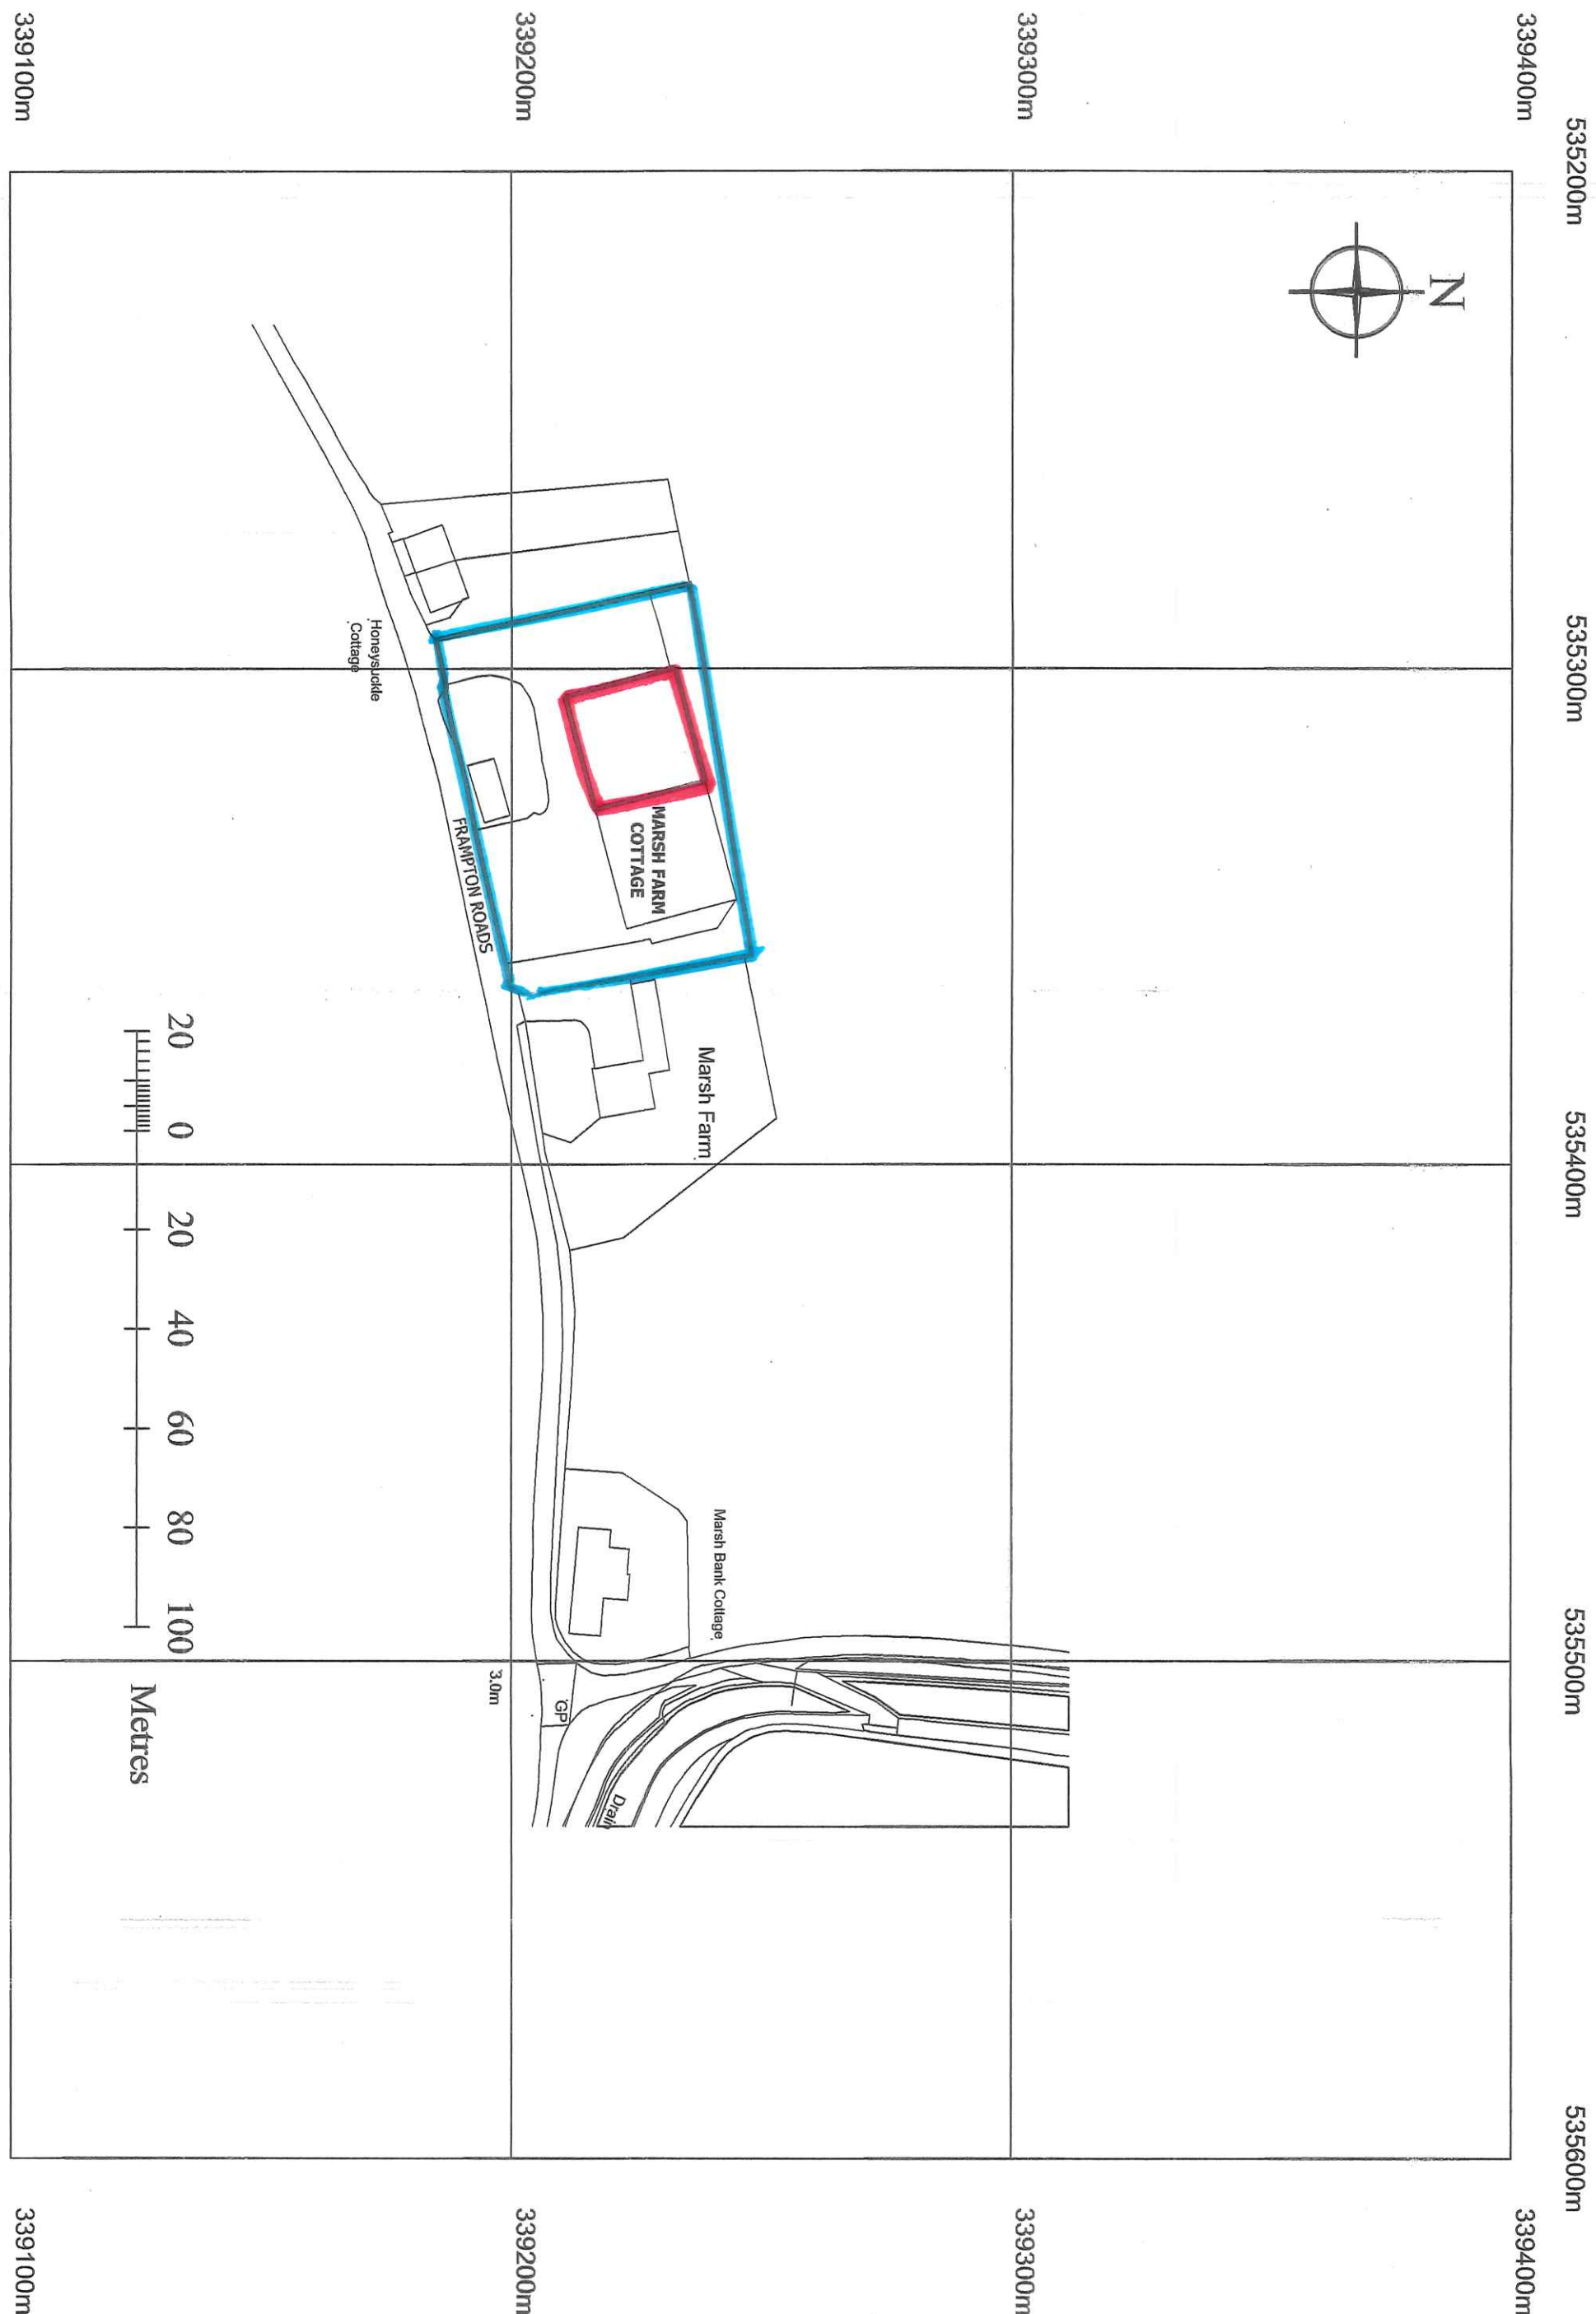 535200m
535300m
535400m
535500m
535600m
339400m
339400m
N
339300m
339300m
Marsh Bank Cottage
Marsh Farm
MARSH FARM
COTTAGE
Drain
GP
339200m
339200m
3.0m
FRAMPTON ROADS
Honeysuckle
Cottage
20 0 20 40 60 80 100
Metres
339100m
339100m